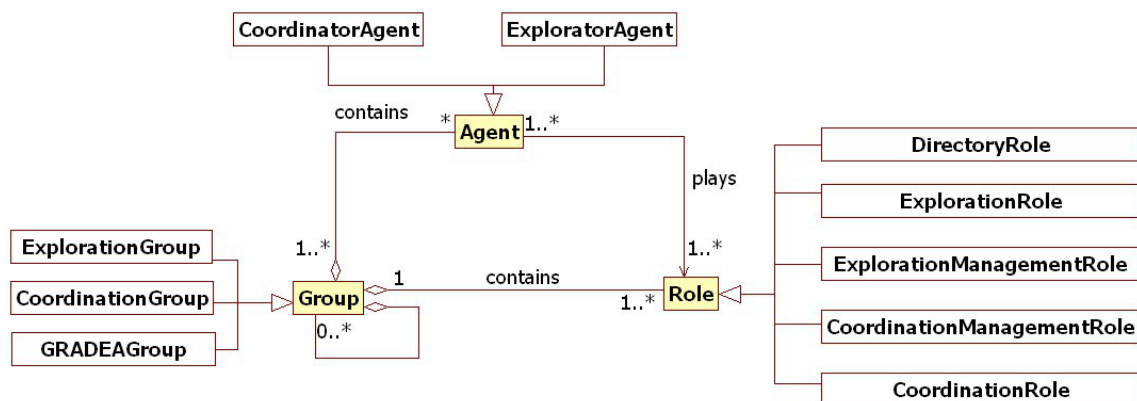 CoordinatorAgent
ExploratorAgent
contains
*
Agent
1..*
DirectoryRole
plays
ExplorationRole
ExplorationGroup
1..*
1..*
ExplorationManagementRole
CoordinationGroup
Group
1
contains
1..*
Role
0..*
CoordinationManagementRole
GRADEAGroup
CoordinationRole